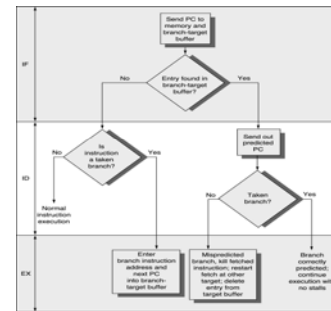 Send PC to
memory and
branch-target
buffer
IF
No
Entry found in
branch-target
buffer?
Yes
No
Is
instruction
a taken
branch?
Yes
Send out
predicted
PC
ID
Normal
instruction
execution
No
Taken
branch?
Yes
Enter
branch instruction
address and
next PC
into branch-
target buffer
Mispredicted
branch, kill fetched
instruction; restart
fetch at other
target; delete
entry from
target buffer
Branch
correctly
predicted;
continue
execution with
no stalls
EX